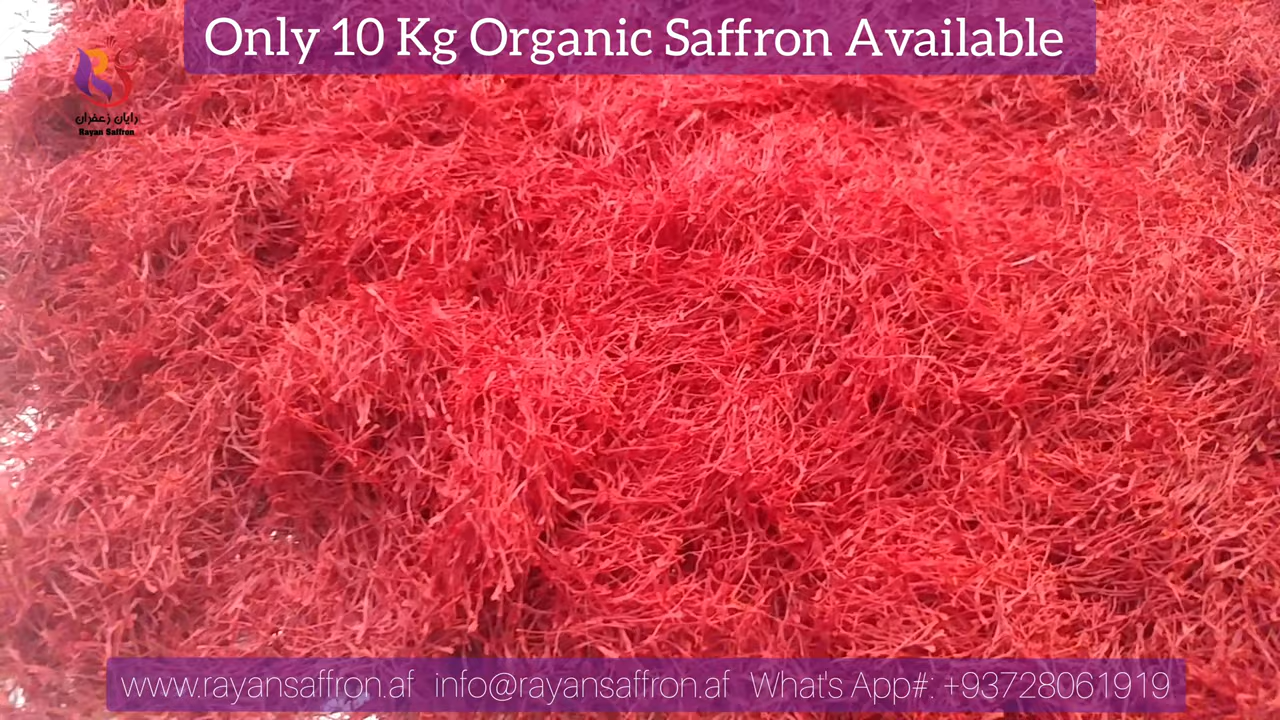 Only 10 Kg Organic Saffron Available
رایان زعفران
Rayan Saffron
www.rayansaffron.af info@rayansaffron.af What's App#: +93728061919